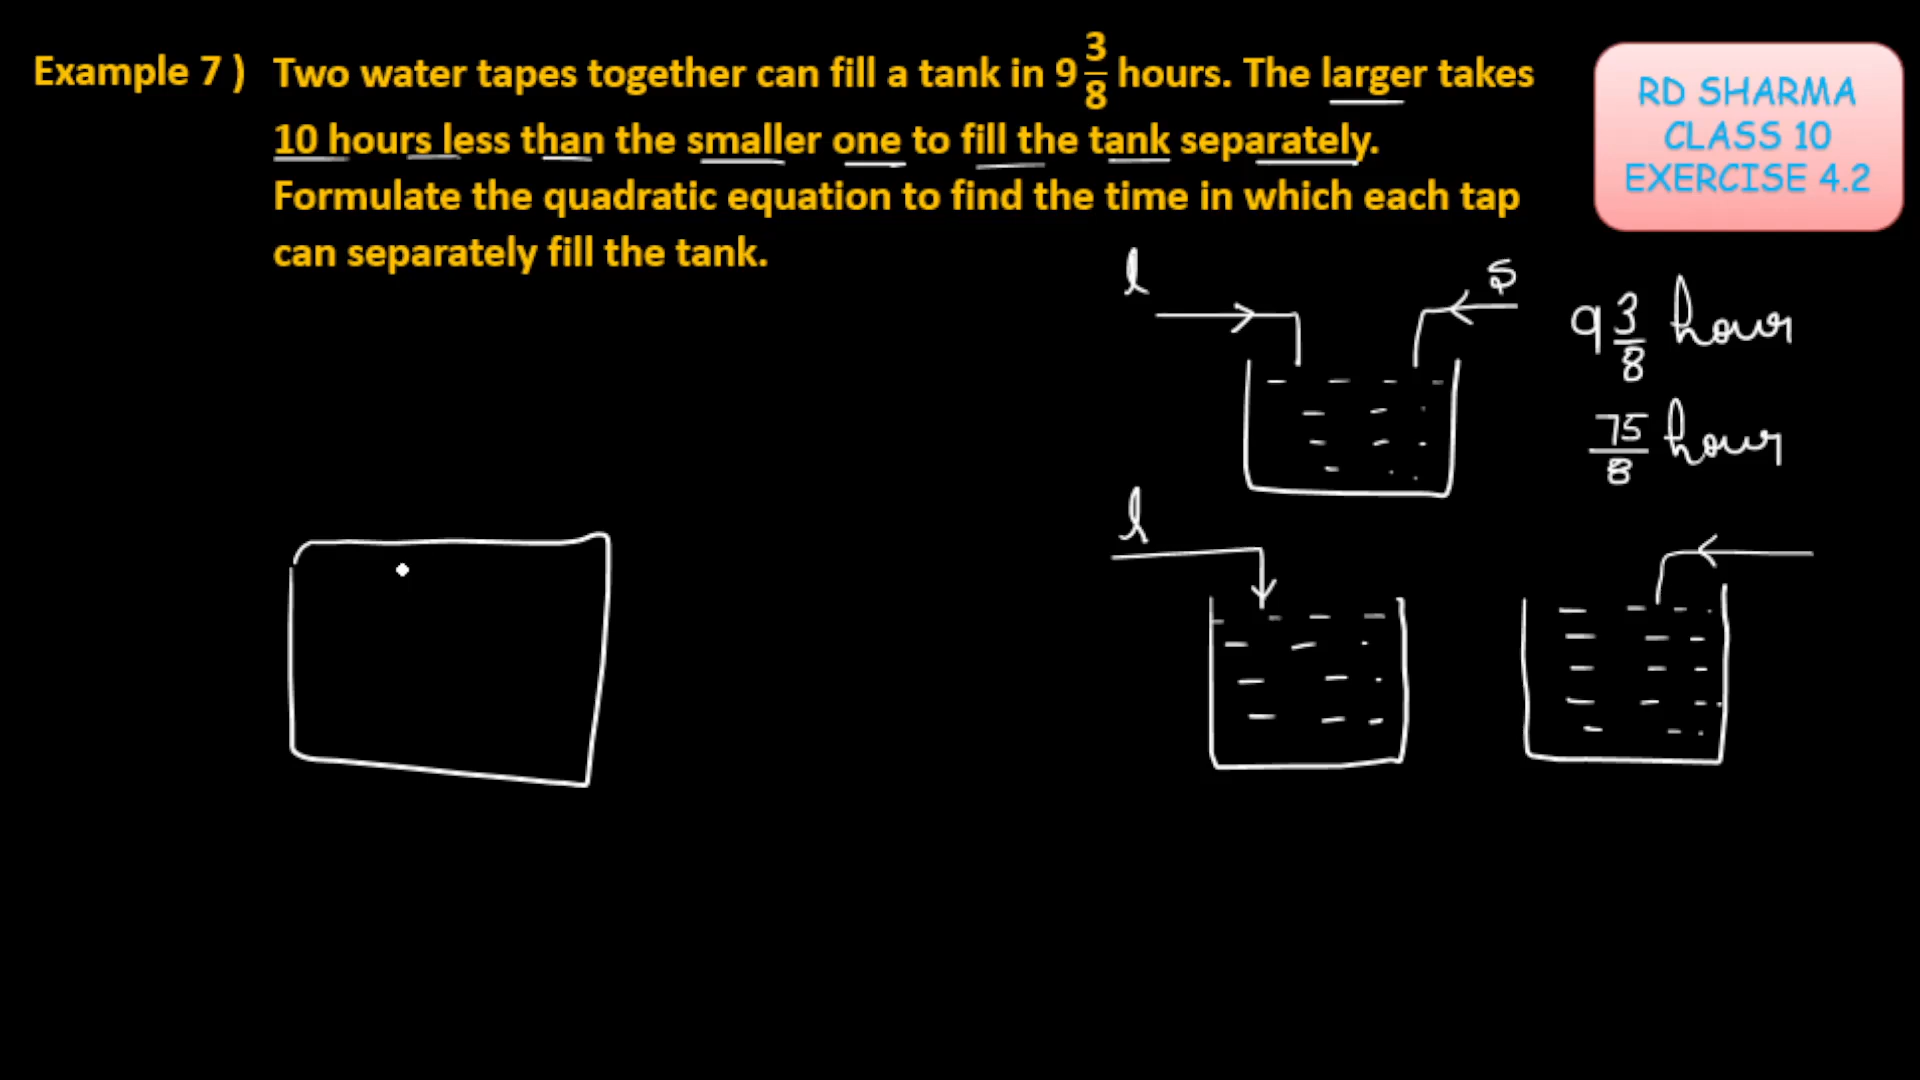 Example 7 ) Two water tapes together can fill a tank in 9 3/8 hours. The larger takes
10 hours less than the smaller one to fill the tank separately.
Formulate the quadratic equation to find the time in which each tap
can separately fill the tank.
RD SHARMA
CLASS 10
EXERCISE 4.2
l
s
9 3/8 hour
75/8 hour
l